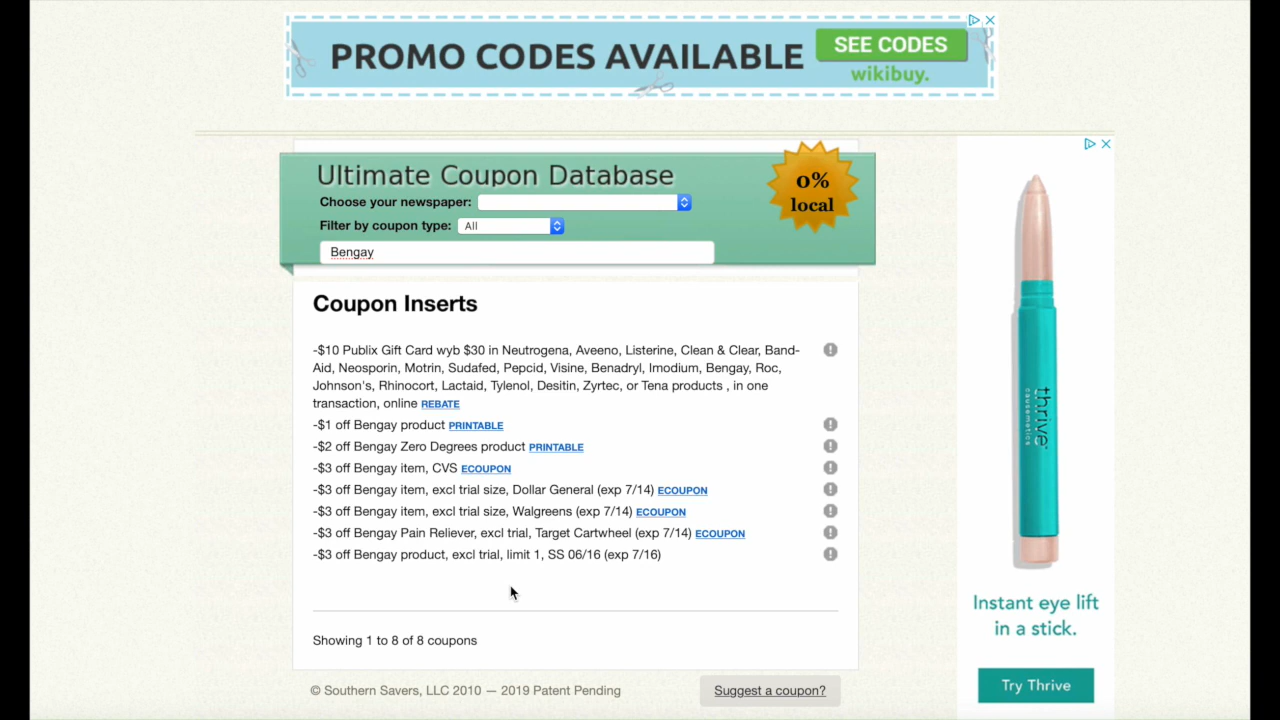 PROMO CODES AVAILABLE
SEE CODES
wikibuy.
Ultimate Coupon Database
Choose your newspaper:
Filter by coupon type: All
Bengay
0%
local
Coupon Inserts
-$10 Publix Gift Card wyb $30 in Neutrogena, Aveeno, Listerine, Clean & Clear, Band-
Aid, Neosporin, Motrin, Sudafed, Pepcid, Visine, Benadryl, Imodium, Bengay, Roc,
Johnson's, Rhinocort, Lactaid, Tylenol, Desitin, Zyrtec, or Tena products , in one
transaction, online REBATE
-$1 off Bengay product PRINTABLE
-$2 off Bengay Zero Degrees product PRINTABLE
-$3 off Bengay item, CVS ECOUPON
-$3 off Bengay item, excl trial size, Dollar General (exp 7/14) ECOUPON
-$3 off Bengay item, excl trial size, Walgreens (exp 7/14) ECOUPON
-$3 off Bengay Pain Reliever, excl trial, Target Cartwheel (exp 7/14) ECOUPON
-$3 off Bengay product, excl trial, limit 1, SS 06/16 (exp 7/16)
Showing 1 to 8 of 8 coupons
© Southern Savers, LLC 2010 — 2019 Patent Pending
Suggest a coupon?
thrive
causemetics
Instant eye lift
in a stick.
Try Thrive